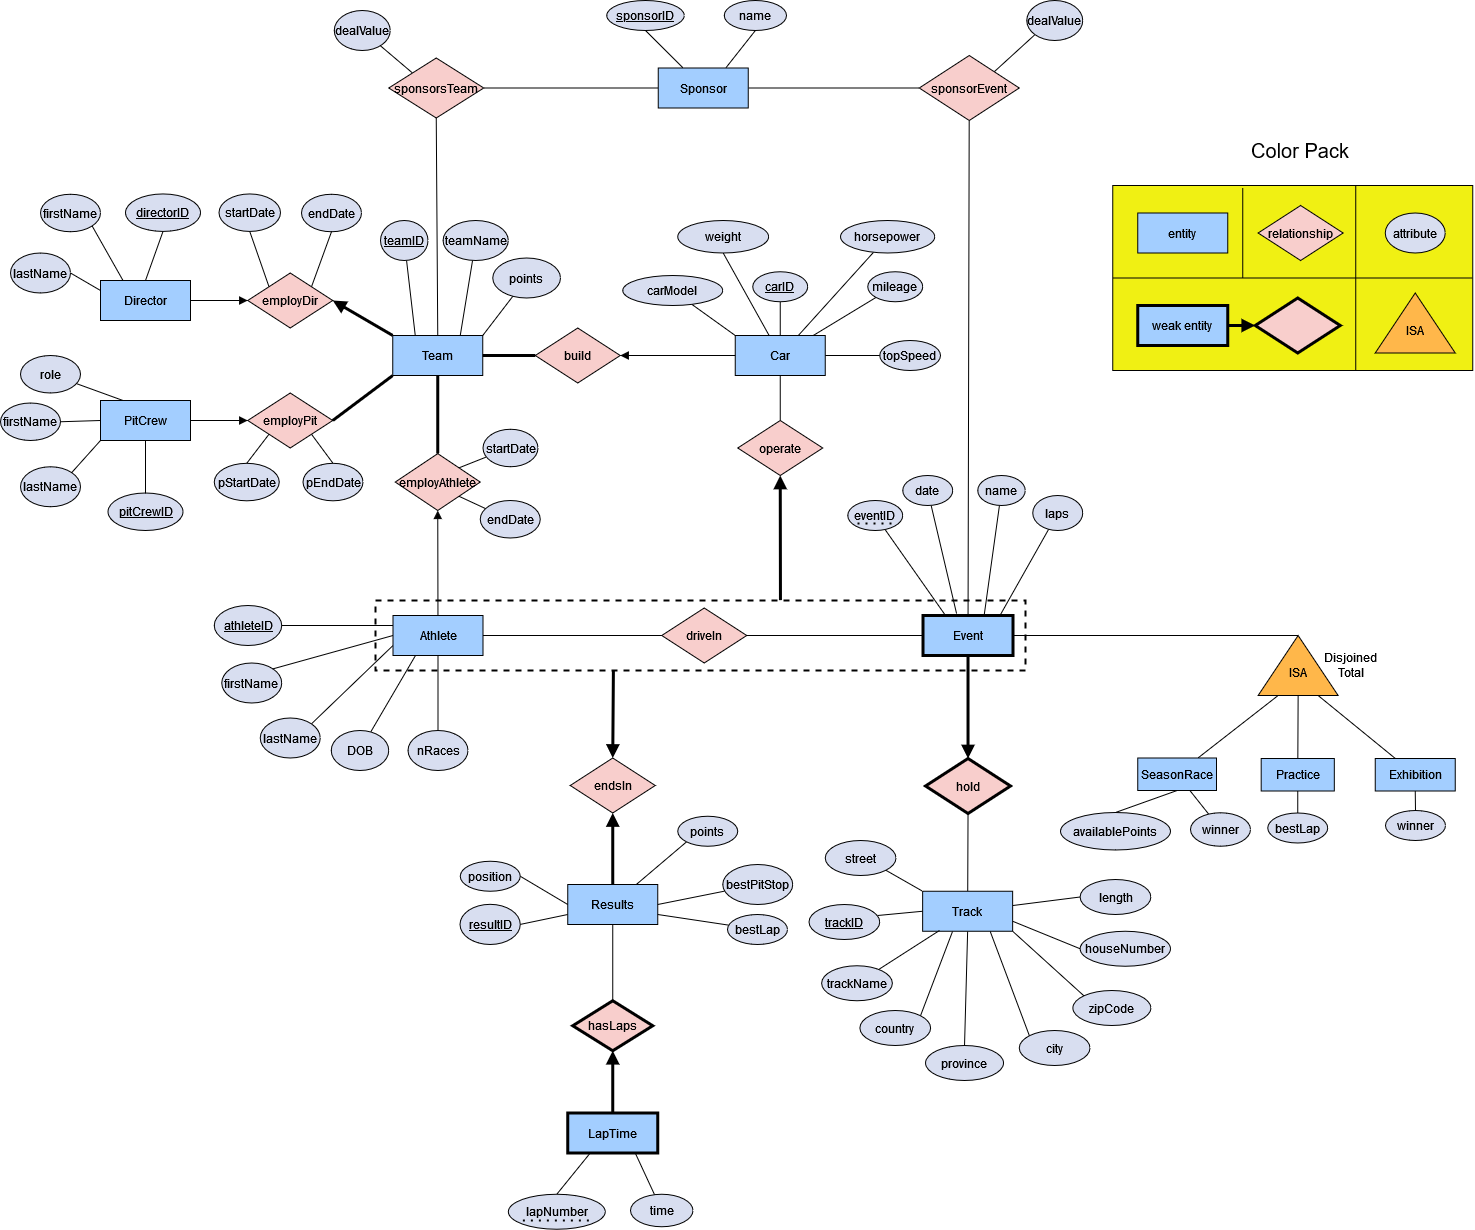 dealValue
sponsorID
name
dealValue
sponsorsTeam
Sponsor
sponsorEvent
Color Pack
entity
relationship
attribute
weak entity
ISA
firstName
directorID
startDate
endDate
lastName
Director
employDir
teamID
teamName
points
Team
weight
horsepower
carModel
carID
mileage
build
Car
topSpeed
role
firstName
PitCrew
employPit
lastName
pitCrewID
pStartDate
pEndDate
startDate
employAthlete
endDate
operate
eventID
date
name
laps
athleteID
Athlete
driveIn
Event
firstName
lastName
DOB
nRaces
ISA
Disjoined
Total
SeasonRace
Practice
Exhibition
availablePoints
winner
bestLap
winner
endsIn
hold
points
position
bestPitStop
resultID
Results
bestLap
street
length
trackID
Track
houseNumber
trackName
zipCode
country
city
province
hasLaps
LapTime
lapNumber
time